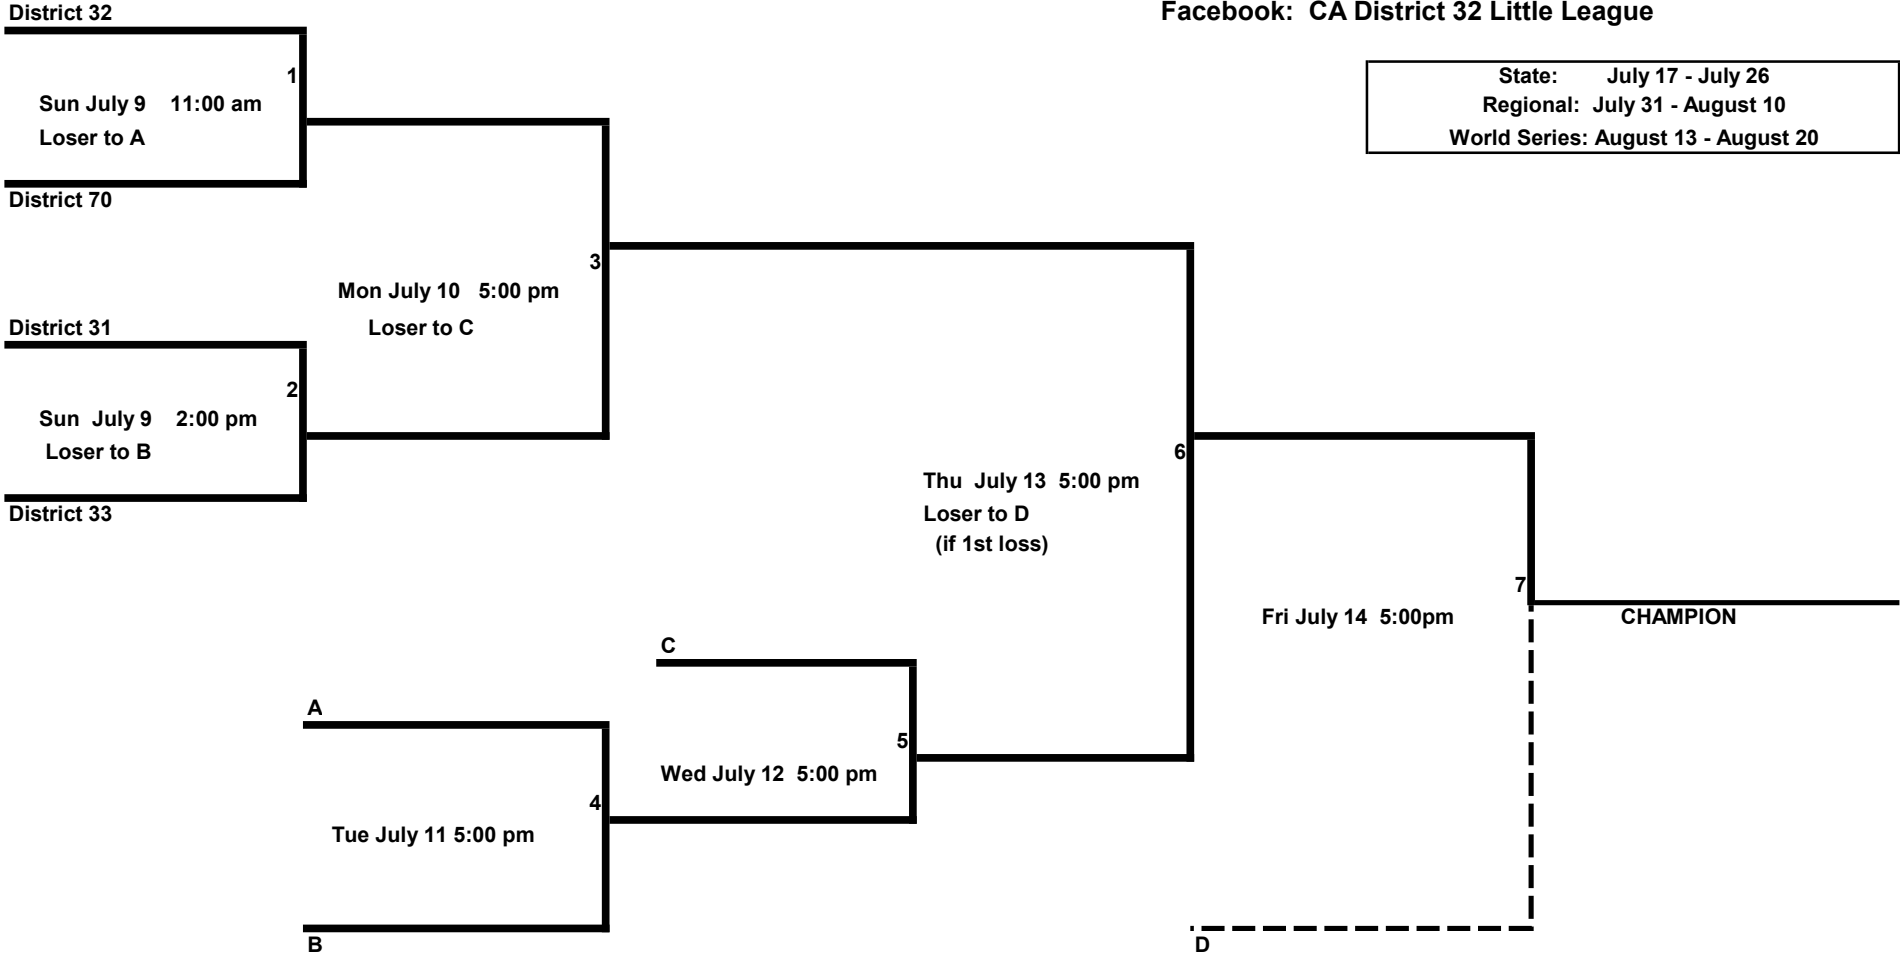 District 32
Facebook: CA District 32 Little League
State: July 17 - July 26
Regional: July 31 - August 10
World Series: August 13 - August 20
1
Sun July 9 11:00 am
Loser to A
District 70
3
Mon July 10 5:00 pm
Loser to C
District 31
2
Sun July 9 2:00 pm
Loser to B
District 33
6
Thu July 13 5:00 pm
Loser to D
(if 1st loss)
7
Fri July 14 5:00pm
CHAMPION
C
A
5
Wed July 12 5:00 pm
4
Tue July 11 5:00 pm
B
D